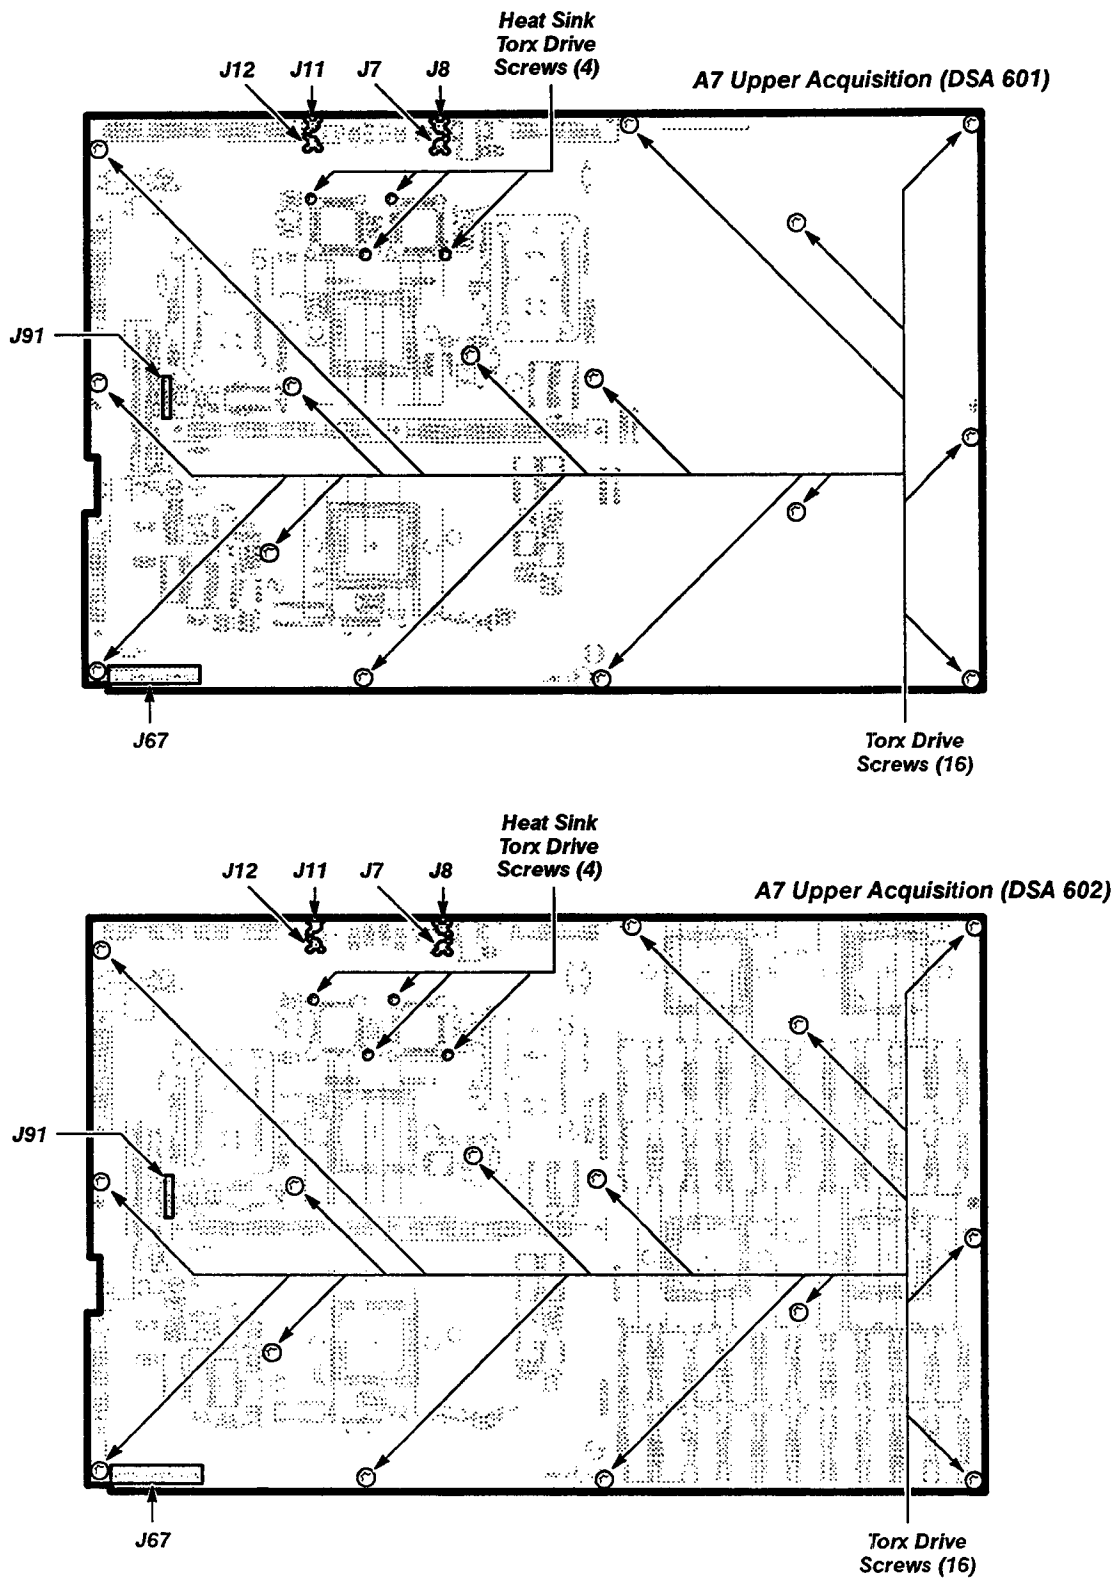 Heat Sink
Torx Drive
Screws (4)
J12 J11 J7 J8
A7 Upper Acquisition (DSA 601)
J91
J67
Torx Drive
Screws (16)
Heat Sink
Torx Drive
Screws (4)
J12 J11 J7 J8
A7 Upper Acquisition (DSA 602)
J91
J67
Torx Drive
Screws (16)